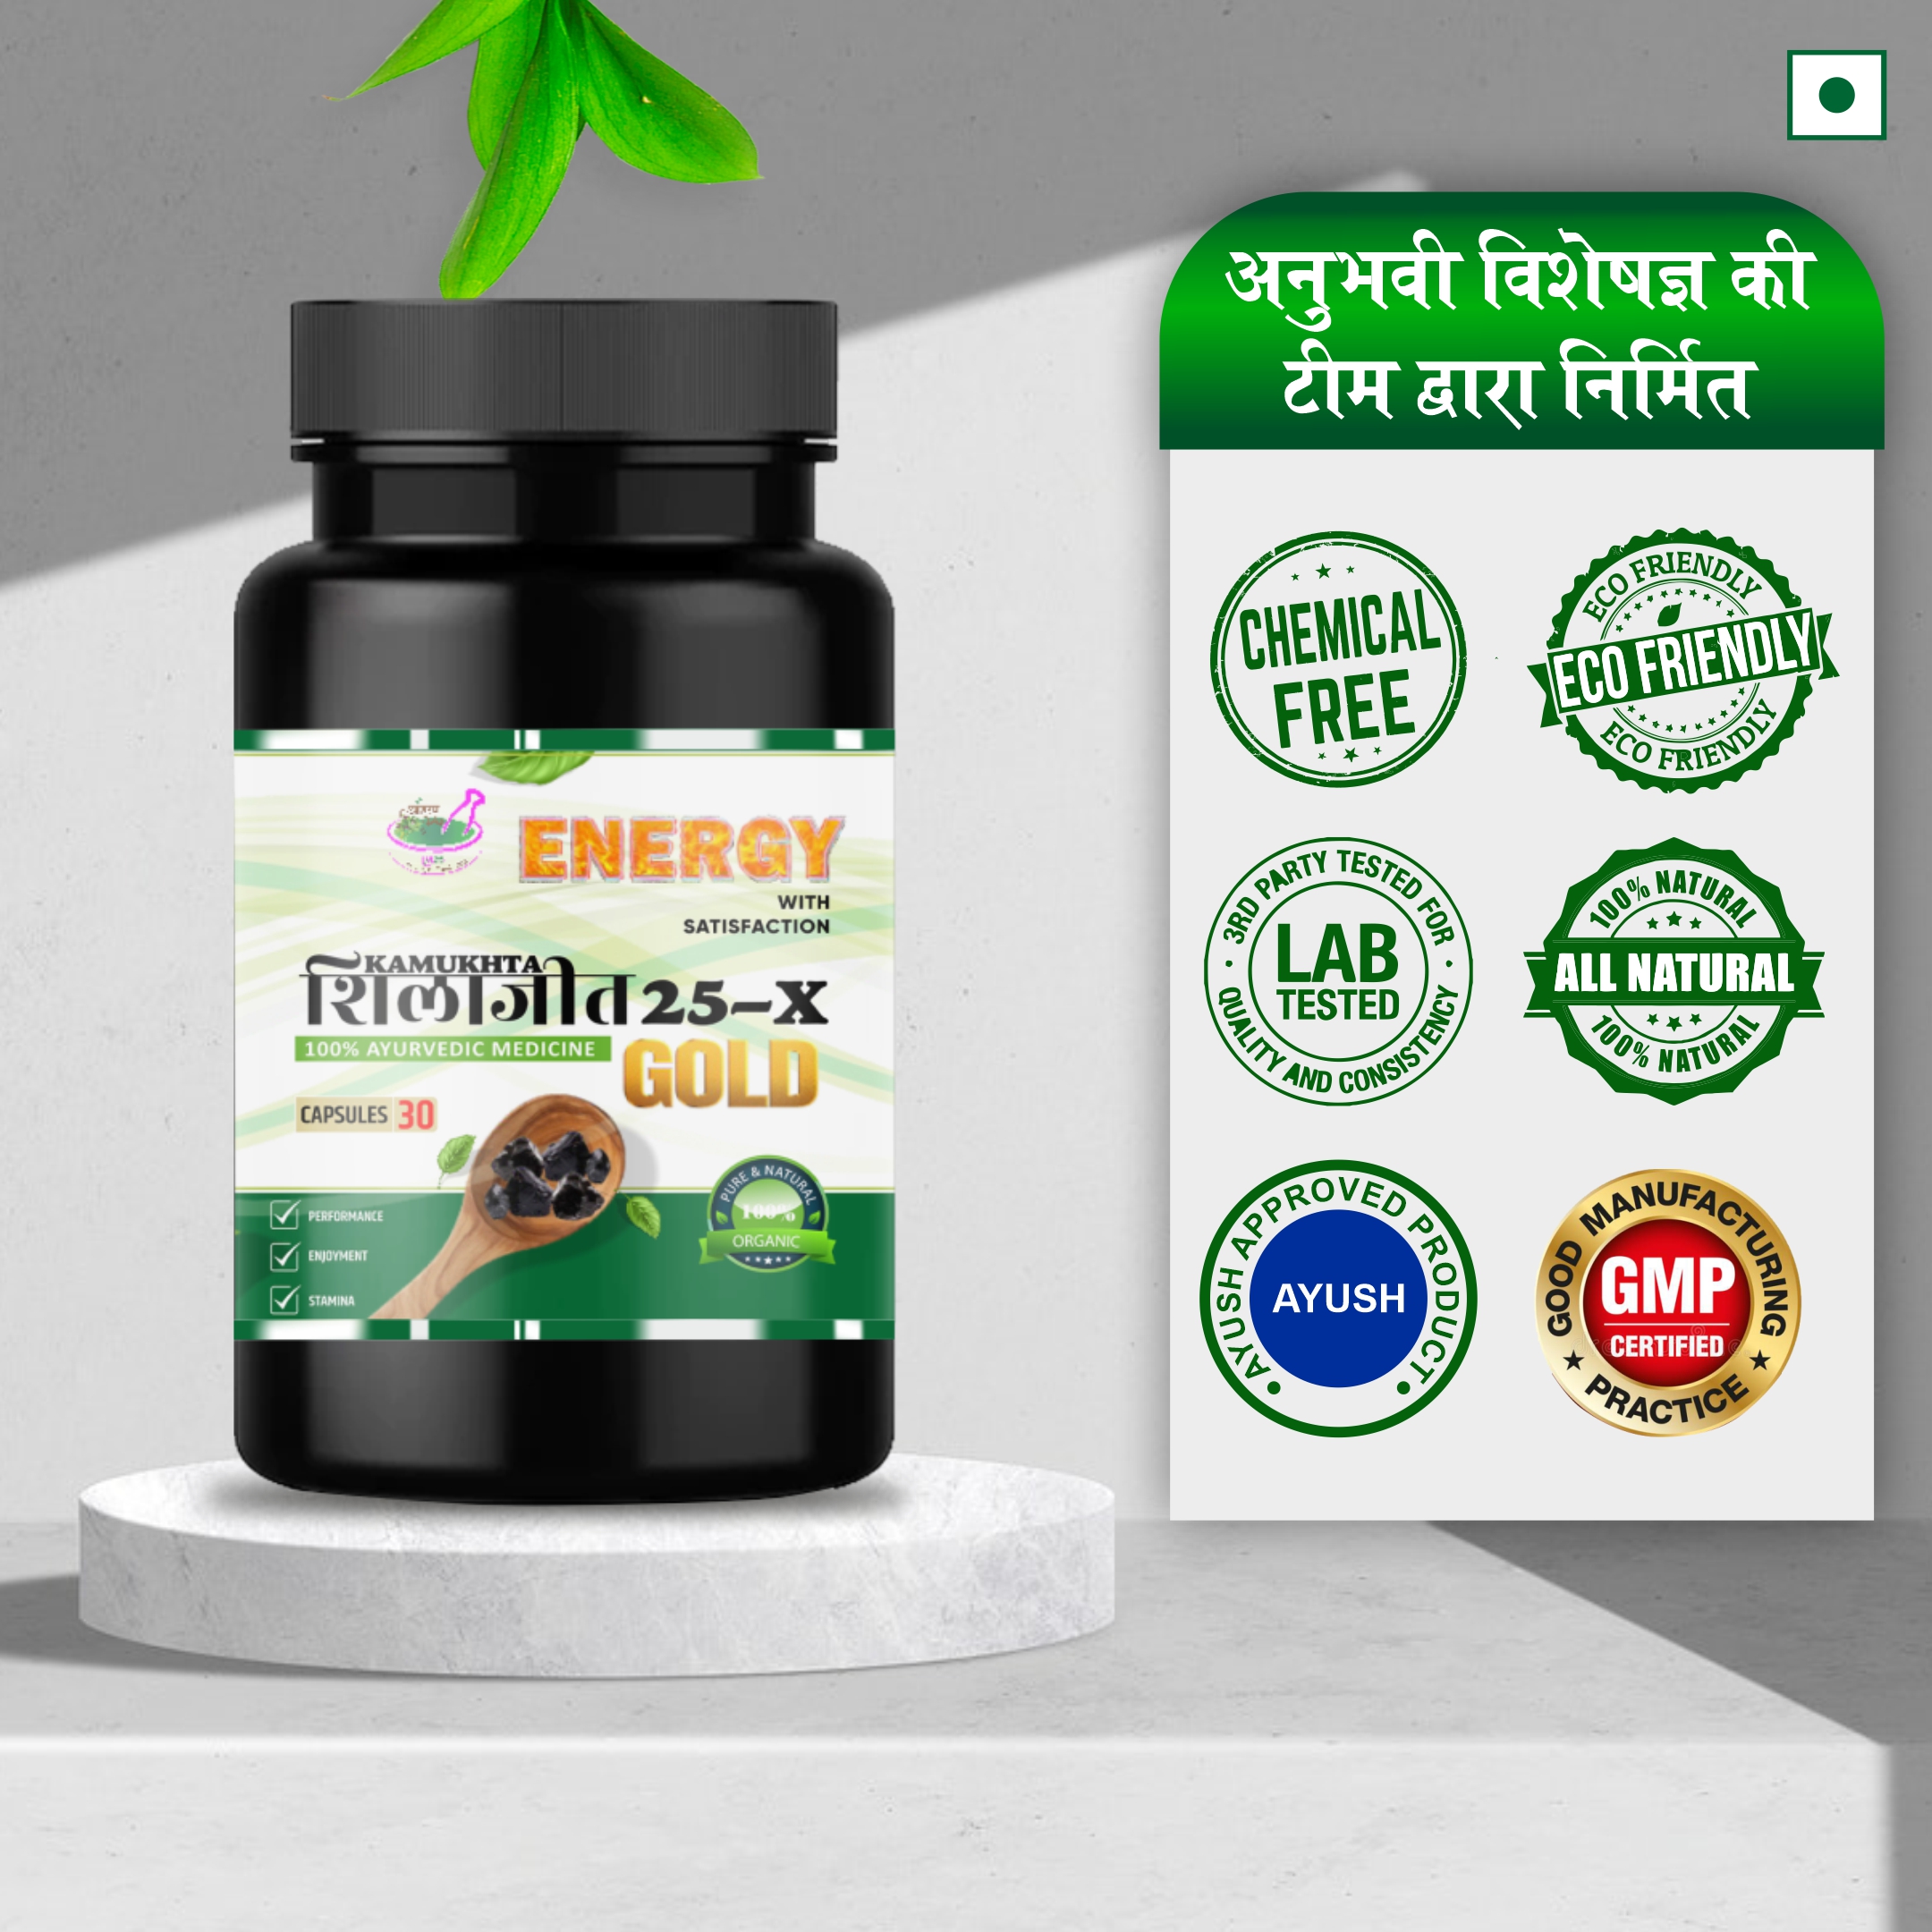 अनुभवी विशेषज्ञ की
टीम द्वारा निर्मित
CHEMICAL
FREE
ECO FRIENDLY
ECO FRIENDLY
ECO FRIENDLY
3RD PARTY TESTED FOR
LAB
TESTED
QUALITY AND CONSISTENCY
100% NATURAL
ALL NATURAL
100% NATURAL
AYUSH APPROVED PRODUCT
AYUSH
GOOD MANUFACTURING
GMP
CERTIFIED
PRACTICE
ENERGY
WITH
SATISFACTION
KAMUKHTA
शिलाजीत 25-X
100% AYURVEDIC MEDICINE
GOLD
CAPSULES 30
PERFORMANCE
ENJOYMENT
STAMINA
PURE & NATURAL
100%
ORGANIC